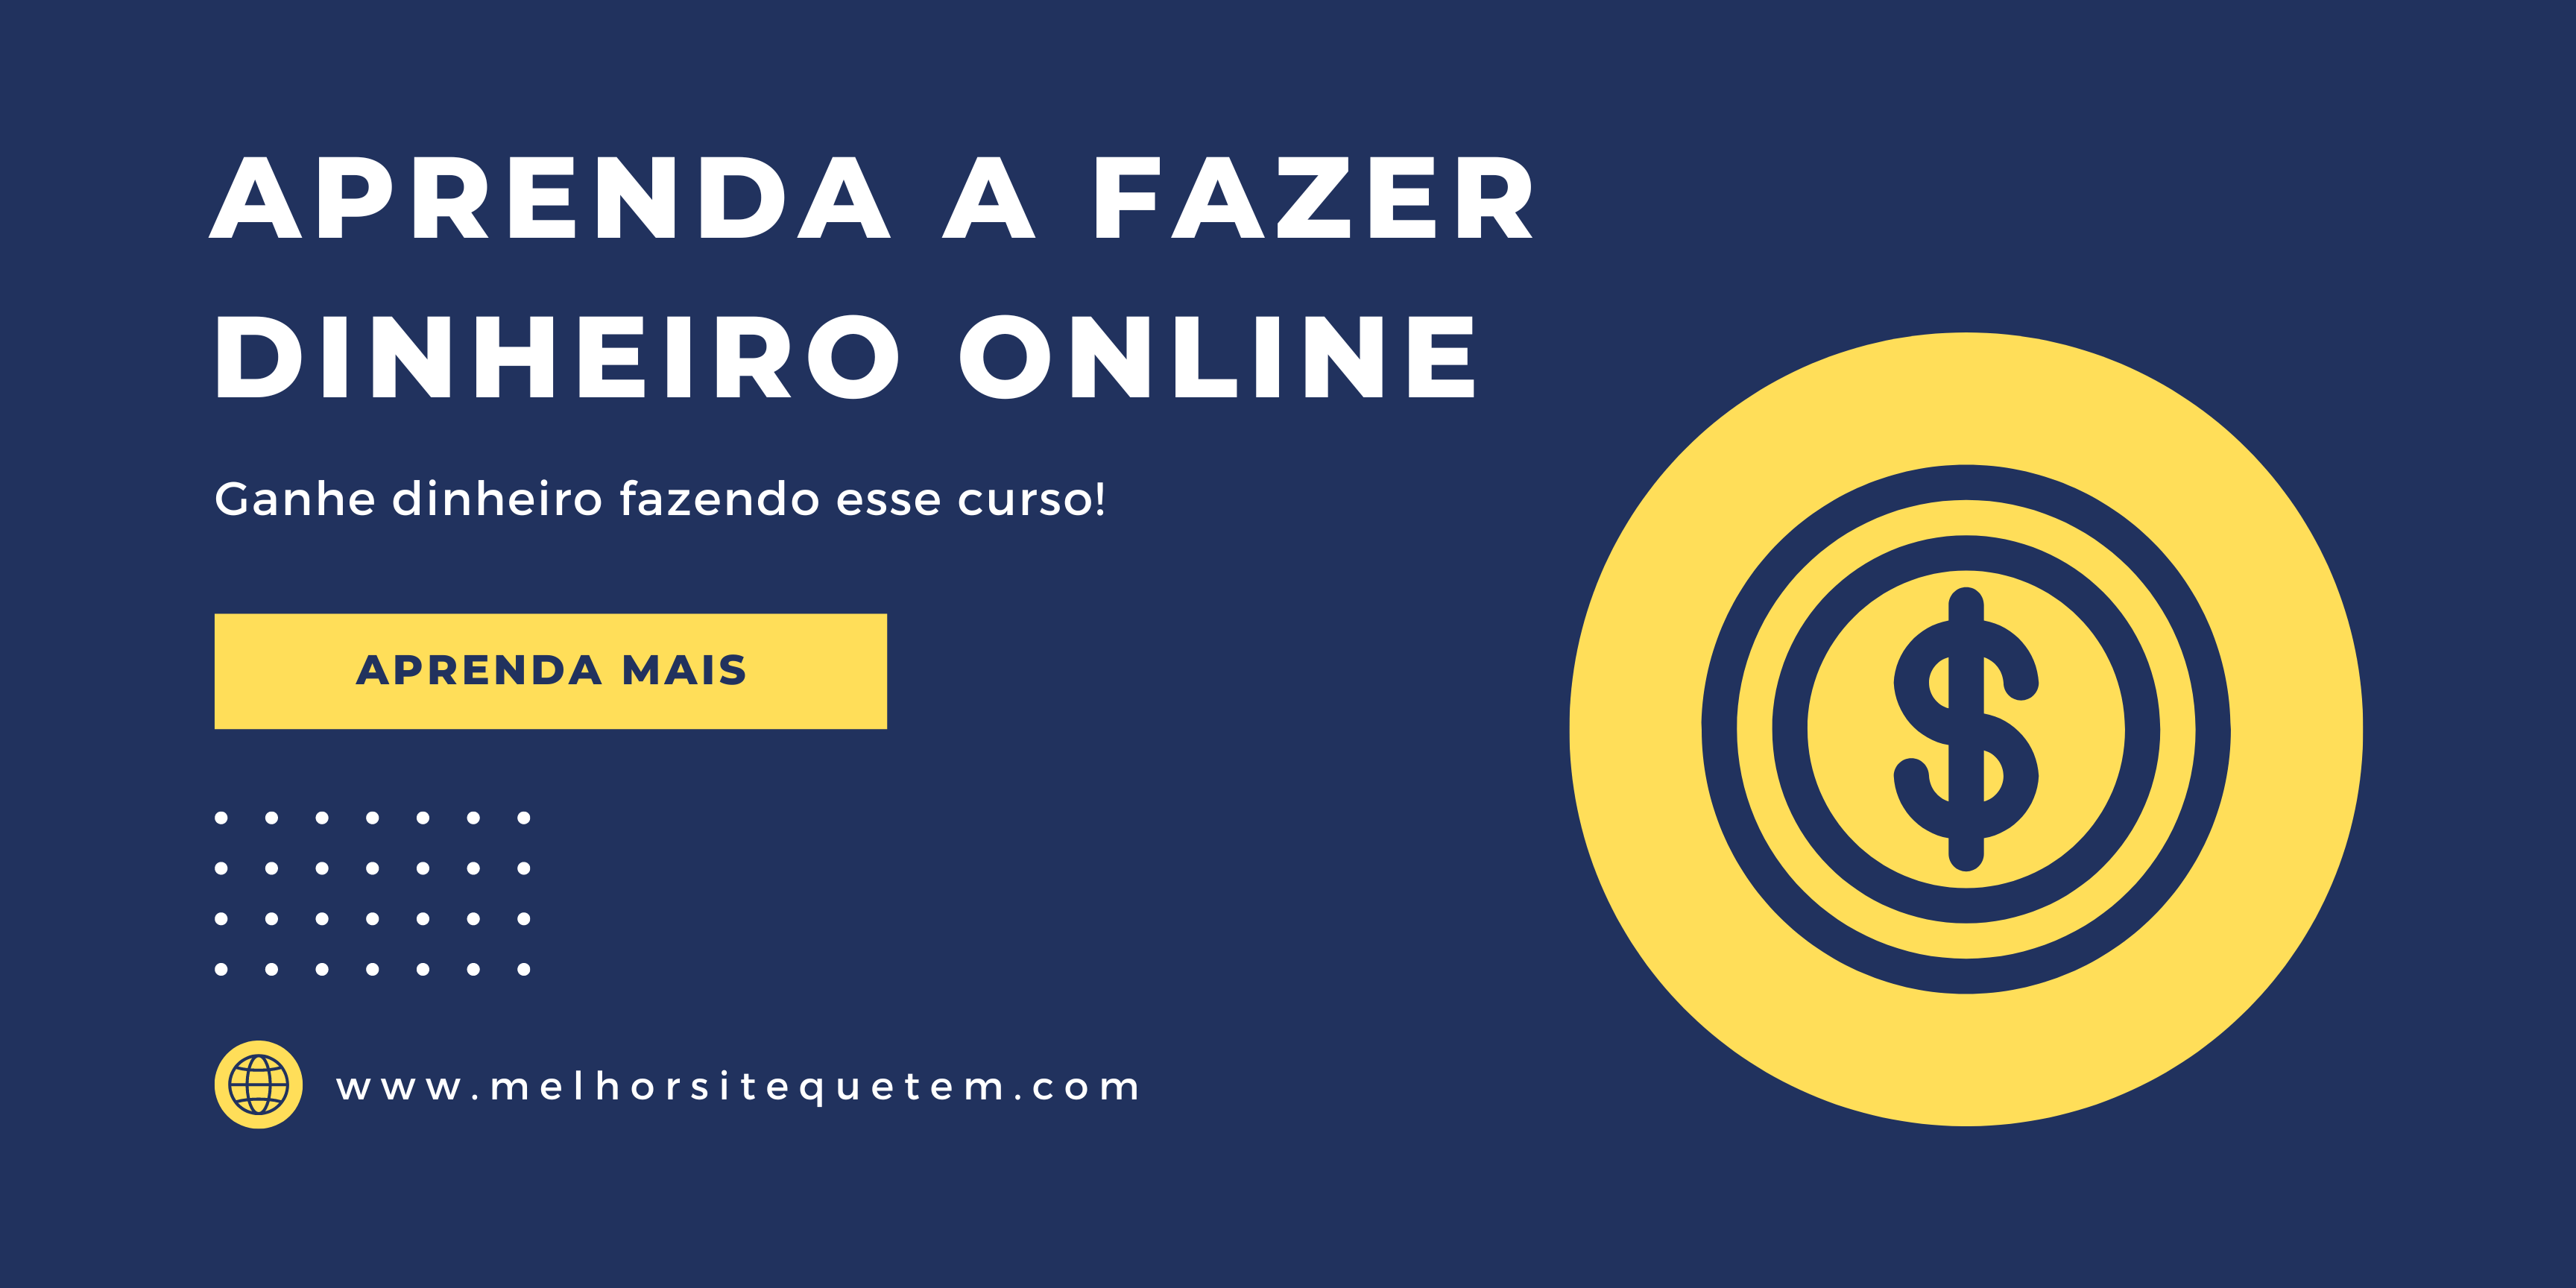 APRENDA A FAZER
DINHEIRO ONLINE
Ganhe dinheiro fazendo esse curso!
APRENDA MAIS
www.melhorsitequetem.com